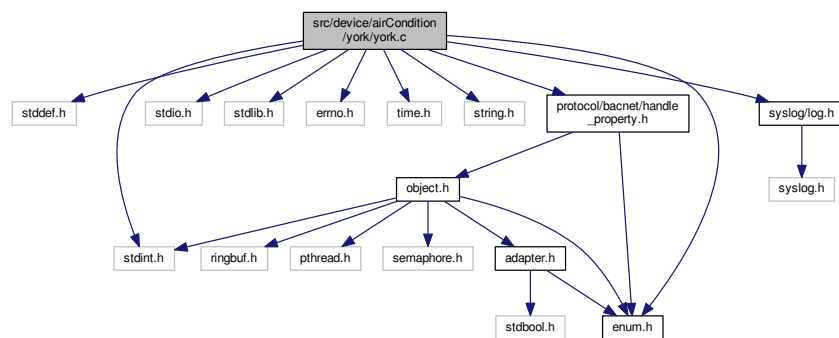 src/device/airCondition
/york/york.c
stddef.h
stdio.h
stdlib.h
errno.h
time.h
string.h
protocol/bacnet/handle
_property.h
syslog/log.h
object.h
syslog.h
stdint.h
ringbuf.h
pthread.h
semaphore.h
adapter.h
stdbool.h
enum.h